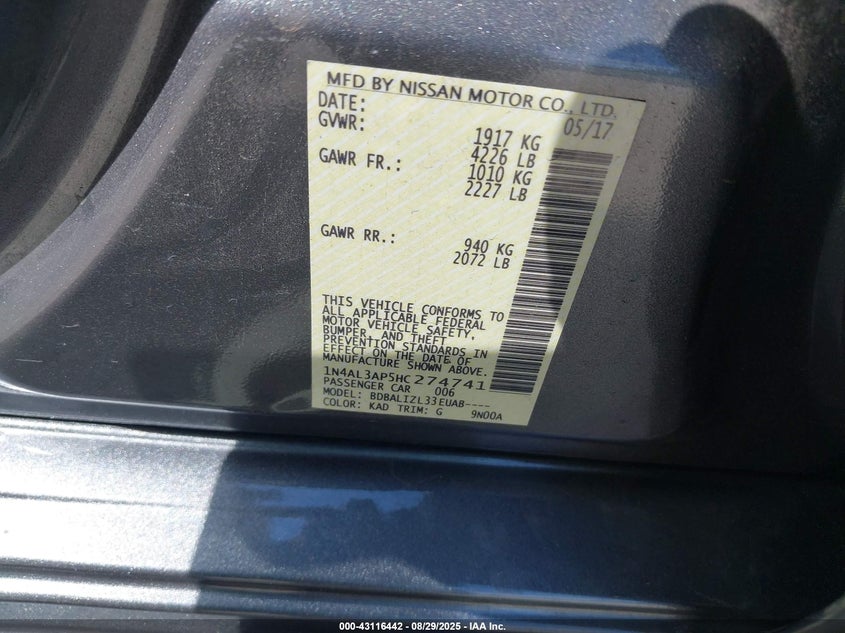 MFD BY NISSAN MOTOR CO., LTD.
DATE: 05/17
GVWR: 1917 KG
4226 LB
GAWR FR.: 1010 KG
2227 LB
GAWR RR.: 940 KG
2072 LB
THIS VEHICLE CONFORMS TO
ALL APPLICABLE FEDERAL
MOTOR VEHICLE SAFETY,
BUMPER, AND THEFT
PREVENTION STANDARDS IN
EFFECT ON THE DATE OF
MANUFACTURE SHOWN ABOVE.
1N4AL3AP5HC274741
PASSENGER CAR 006
MODEL: BDBALIZL33EUAB----
COLOR: KAD TRIM: G 9N00A
000-43116442 - 08/29/2025 - IAA Inc.